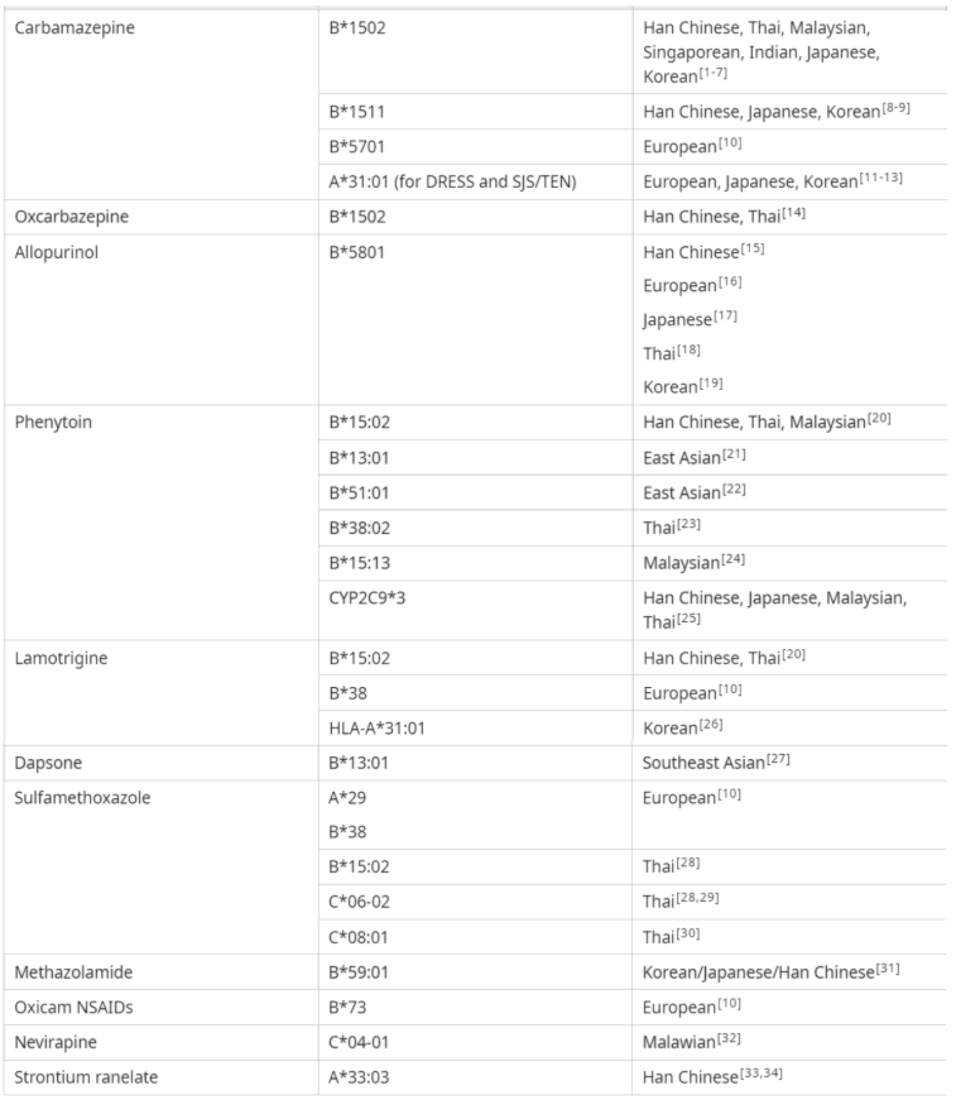 Carbamazepine B*1502 Han Chinese, Thai, Malaysian,
Singaporean, Indian, Japanese,
Korean[1-7]
B*1511 Han Chinese, Japanese, Korean[8-9]
B*5701 European[10]
A*31:01 (for DRESS and SJS/TEN) European, Japanese, Korean[11-13]
Oxcarbazepine B*1502 Han Chinese, Thai[14]
Allopurinol B*5801 Han Chinese[15]
European[16]
Japanese[17]
Thai[18]
Korean[19]
Phenytoin B*15:02 Han Chinese, Thai, Malaysian[20]
B*13:01 East Asian[21]
B*51:01 East Asian[22]
B*38:02 Thai[23]
B*15:13 Malaysian[24]
CYP2C9*3 Han Chinese, Japanese, Malaysian,
Thai[25]
Lamotrigine B*15:02 Han Chinese, Thai[20]
B*38 European[10]
HLA-A*31:01 Korean[26]
Dapsone B*13:01 Southeast Asian[27]
Sulfamethoxazole A*29 European[10]
B*38
B*15:02 Thai[28]
C*06-02 Thai[28,29]
C*08:01 Thai[30]
Methazolamide B*59:01 Korean/Japanese/Han Chinese[31]
Oxicam NSAIDs B*73 European[10]
Nevirapine C*04-01 Malawian[32]
Strontium ranelate A*33:03 Han Chinese[33,34]